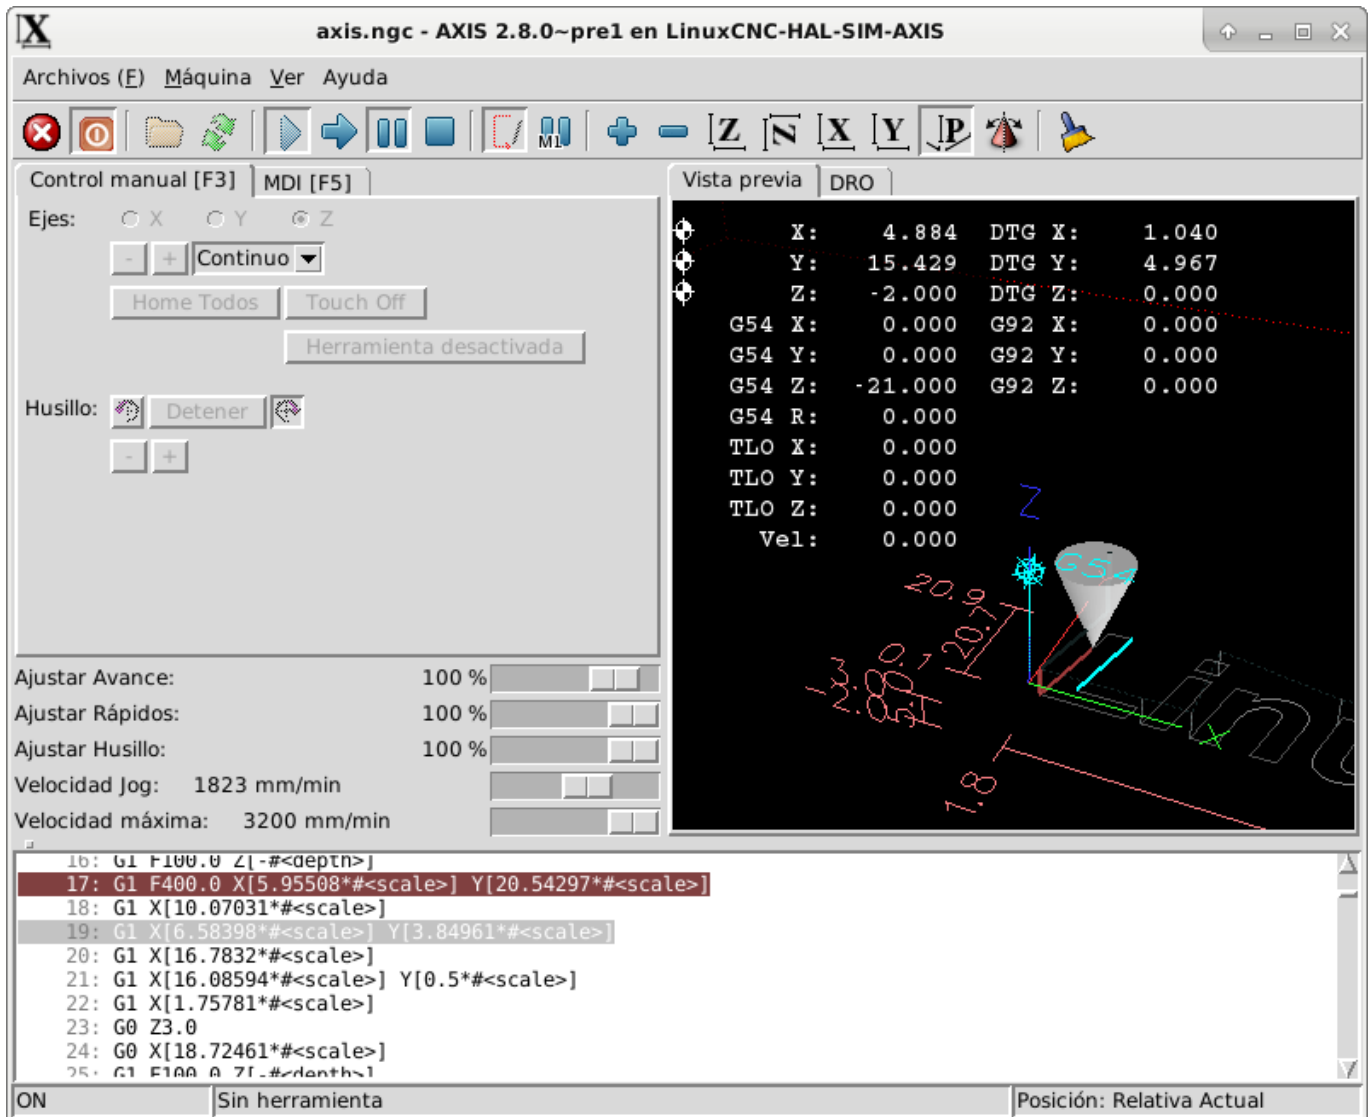 axis.ngc - AXIS 2.8.0~pre1 en LinuxCNC-HAL-SIM-AXIS
Archivos (F) Máquina Ver Ayuda
M1 Z N X Y P
Control manual [F3] MDI [F5]
Ejes: X Y Z
- + Continuo
Home Todos Touch Off
Herramienta desactivada
Husillo: Detener
- +
Ajustar Avance: 100 %
Ajustar Rápidos: 100 %
Ajustar Husillo: 100 %
Velocidad Jog: 1823 mm/min
Velocidad máxima: 3200 mm/min
Vista previa DRO
X: 4.884 DTG X: 1.040
Y: 15.429 DTG Y: 4.967
Z: -2.000 DTG Z: 0.000
G54 X: 0.000 G92 X: 0.000
G54 Y: 0.000 G92 Y: 0.000
G54 Z: -21.000 G92 Z: 0.000
G54 R: 0.000
TLO X: 0.000
TLO Y: 0.000
TLO Z: 0.000
Vel: 0.000
Z
G54
20.9
20.7
0.1
X
1.8
16: G1 F100.0 Z[-#<depth>]
17: G1 F400.0 X[5.95508*#<scale>] Y[20.54297*#<scale>]
18: G1 X[10.07031*#<scale>]
19: G1 X[6.58398*#<scale>] Y[3.84961*#<scale>]
20: G1 X[16.7832*#<scale>]
21: G1 X[16.08594*#<scale>] Y[0.5*#<scale>]
22: G1 X[1.75781*#<scale>]
23: G0 Z3.0
24: G0 X[18.72461*#<scale>]
25: G1 F100.0 Z[-#<depth>]
ON Sin herramienta Posición: Relativa Actual